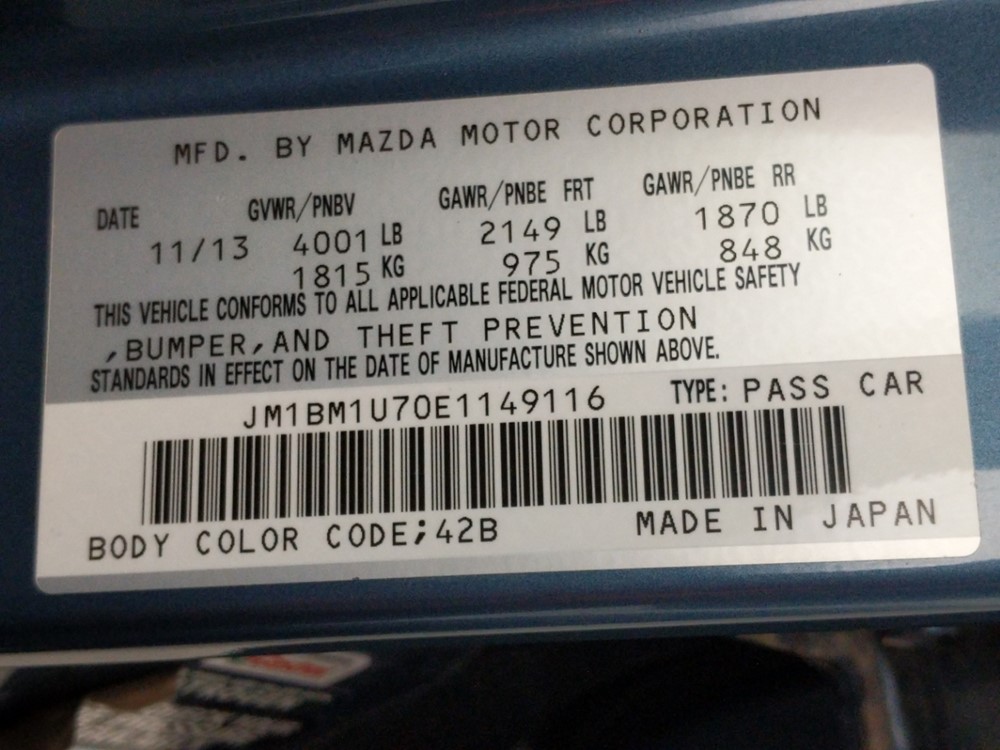 MFD. BY MAZDA MOTOR CORPORATION
DATE GVWR/PNBV GAWR/PNBE FRT GAWR/PNBE RR
11/13 4001 LB 2149 LB 1870 LB
1815 KG 975 KG 848 KG
THIS VEHICLE CONFORMS TO ALL APPLICABLE FEDERAL MOTOR VEHICLE SAFETY
,BUMPER,AND THEFT PREVENTION
STANDARDS IN EFFECT ON THE DATE OF MANUFACTURE SHOWN ABOVE.
JM1BM1U70E1149116 TYPE: PASS CAR
BODY COLOR CODE;42B MADE IN JAPAN